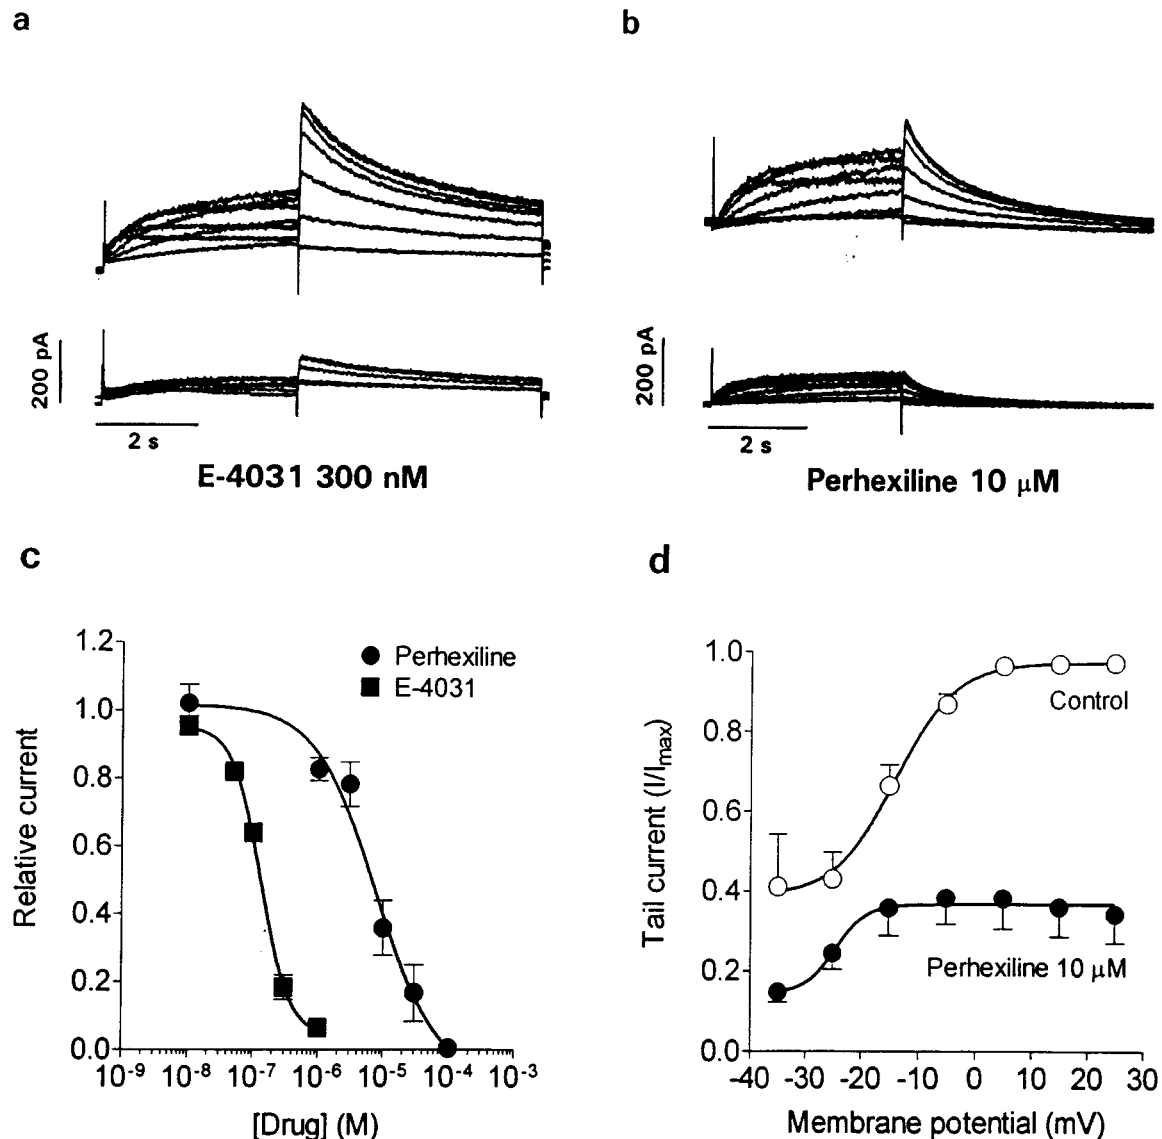 a
b
200 pA
2 s
E-4031 300 nM
200 pA
2 s
Perhexiline 10 μM
c
d
1.2
1.0
0.8
0.6
0.4
0.2
0.0
Relative current
Perhexiline
E-4031
10-9 10-8 10-7 10-6 10-5 10-4 10-3
[Drug] (M)
1.0
0.8
0.6
0.4
0.2
0.0
Tail current (I/Imax)
Control
Perhexiline 10 μM
-40 -30 -20 -10 0 10 20 30
Membrane potential (mV)